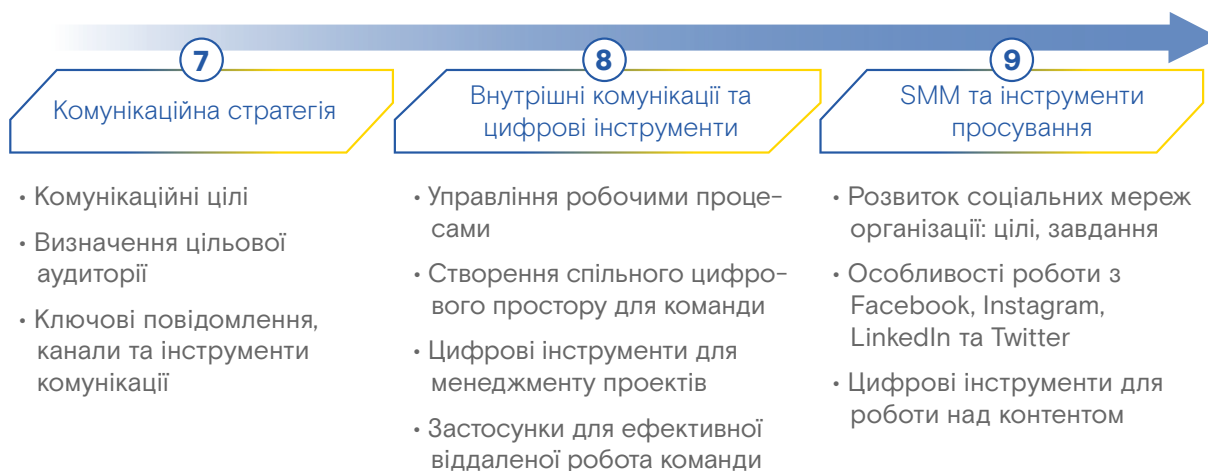 7
Комунікаційна стратегія
• Комунікаційні цілі
• Визначення цільової
аудиторії
• Ключові повідомлення,
канали та інструменти
комунікації
8
Внутрішні комунікації та
цифрові інструменти
• Управління робочими проце-
сами
• Створення спільного цифро-
вого простору для команди
• Цифрові інструменти для
менеджменту проектів
• Застосунки для ефективної
віддаленої робота команди
9
SMM та інструменти
просування
• Розвиток соціальних мереж
організації: цілі, завдання
• Особливості роботи з
Facebook, Instagram,
LinkedIn та Twitter
• Цифрові інструменти для
роботи над контентом